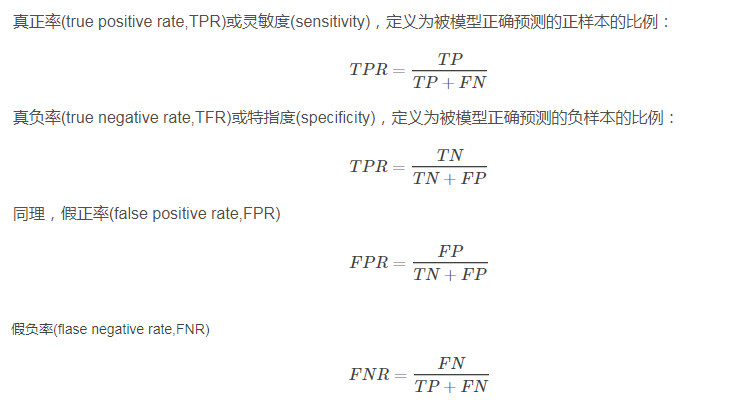 真正率(true positive rate,TPR)或灵敏度(sensitivity)，定义为被模型正确预测的正样本的比例：
TPR = TP / (TP + FN)
真负率(true negative rate,TFR)或特指度(specificity)，定义为被模型正确预测的负样本的比例：
TPR = TN / (TN + FP)
同理，假正率(false positive rate,FPR)
FPR = FP / (TN + FP)
假负率(flase negative rate,FNR)
FNR = FN / (TP + FN)